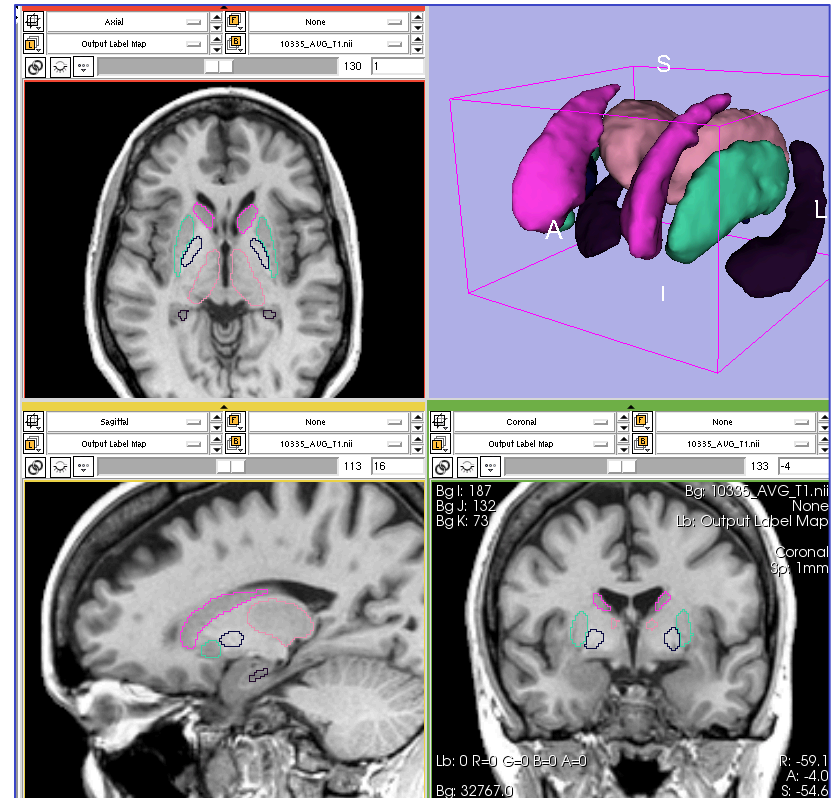 Axial
F
None
L
Output Label Map
B
10335_AVG_T1.nii
130
1
S
A
L
I
Sagittal
F
None
L
Output Label Map
B
10335_AVG_T1.nii
113
16
Coronal
F
None
L
Output Label Map
B
10335_AVG_T1.nii
133
-4
Bg I: 187
Bg J: 132
Bg K: 73
Bg: 10335_AVG_T1.nii
None
Lb: Output Label Map
Coronal
Sp: 1mm
Lb: 0 R=0 G=0 B=0 A=0
Bg: 32767.0
R: -59.1
A: -4.0
S: -54.6